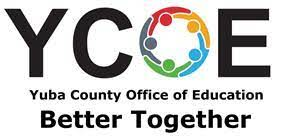 YCOE
Yuba County Office of Education
Better Together